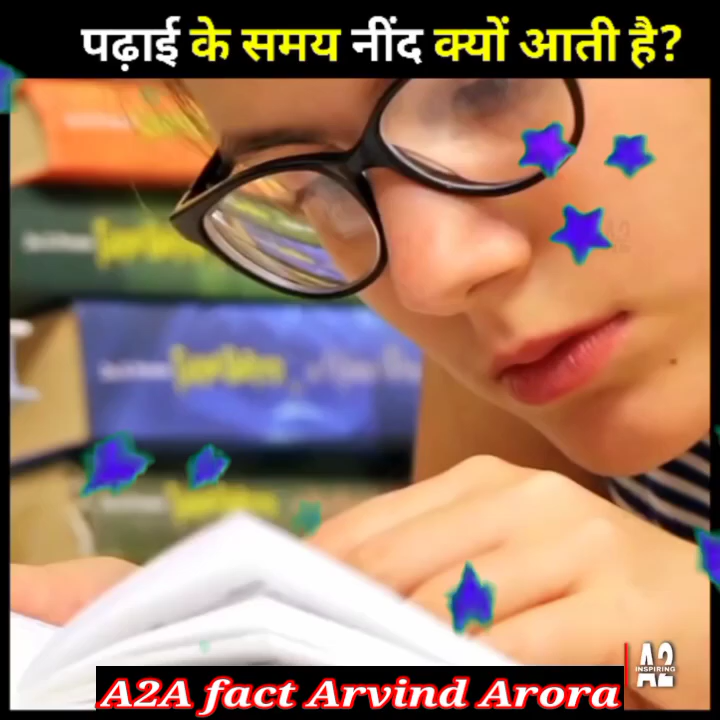 पढ़ाई के समय नींद क्यों आती है?
A2
INSPIRING
A2A fact Arvind Arora